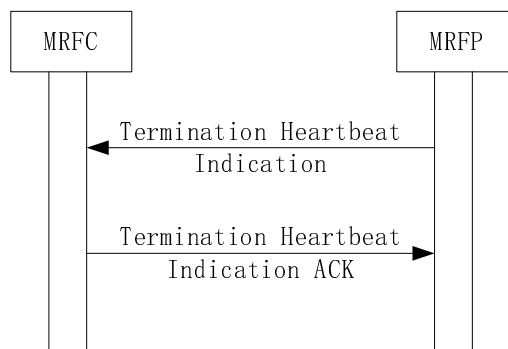 MRFC
MRFP
Termination Heartbeat
Indication
Termination Heartbeat
Indication ACK